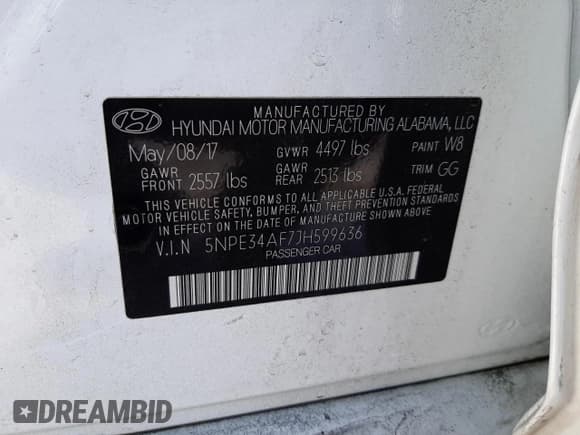 MANUFACTURED BY
HYUNDAI MOTOR MANUFACTURING ALABAMA, LLC
May/08/17 GVWR 4497 lbs PAINT W8
GAWR FRONT 2557 lbs GAWR REAR 2513 lbs TRIM GG
THIS VEHICLE CONFORMS TO ALL APPLICABLE U.S.A. FEDERAL
MOTOR VEHICLE SAFETY, BUMPER, AND THEFT PREVENTION STANDARDS
IN EFFECT ON THE DATE OF MANUFACTURE SHOWN ABOVE.
V.I.N 5NPE34AF7JH599636
PASSENGER CAR
DREAMBID